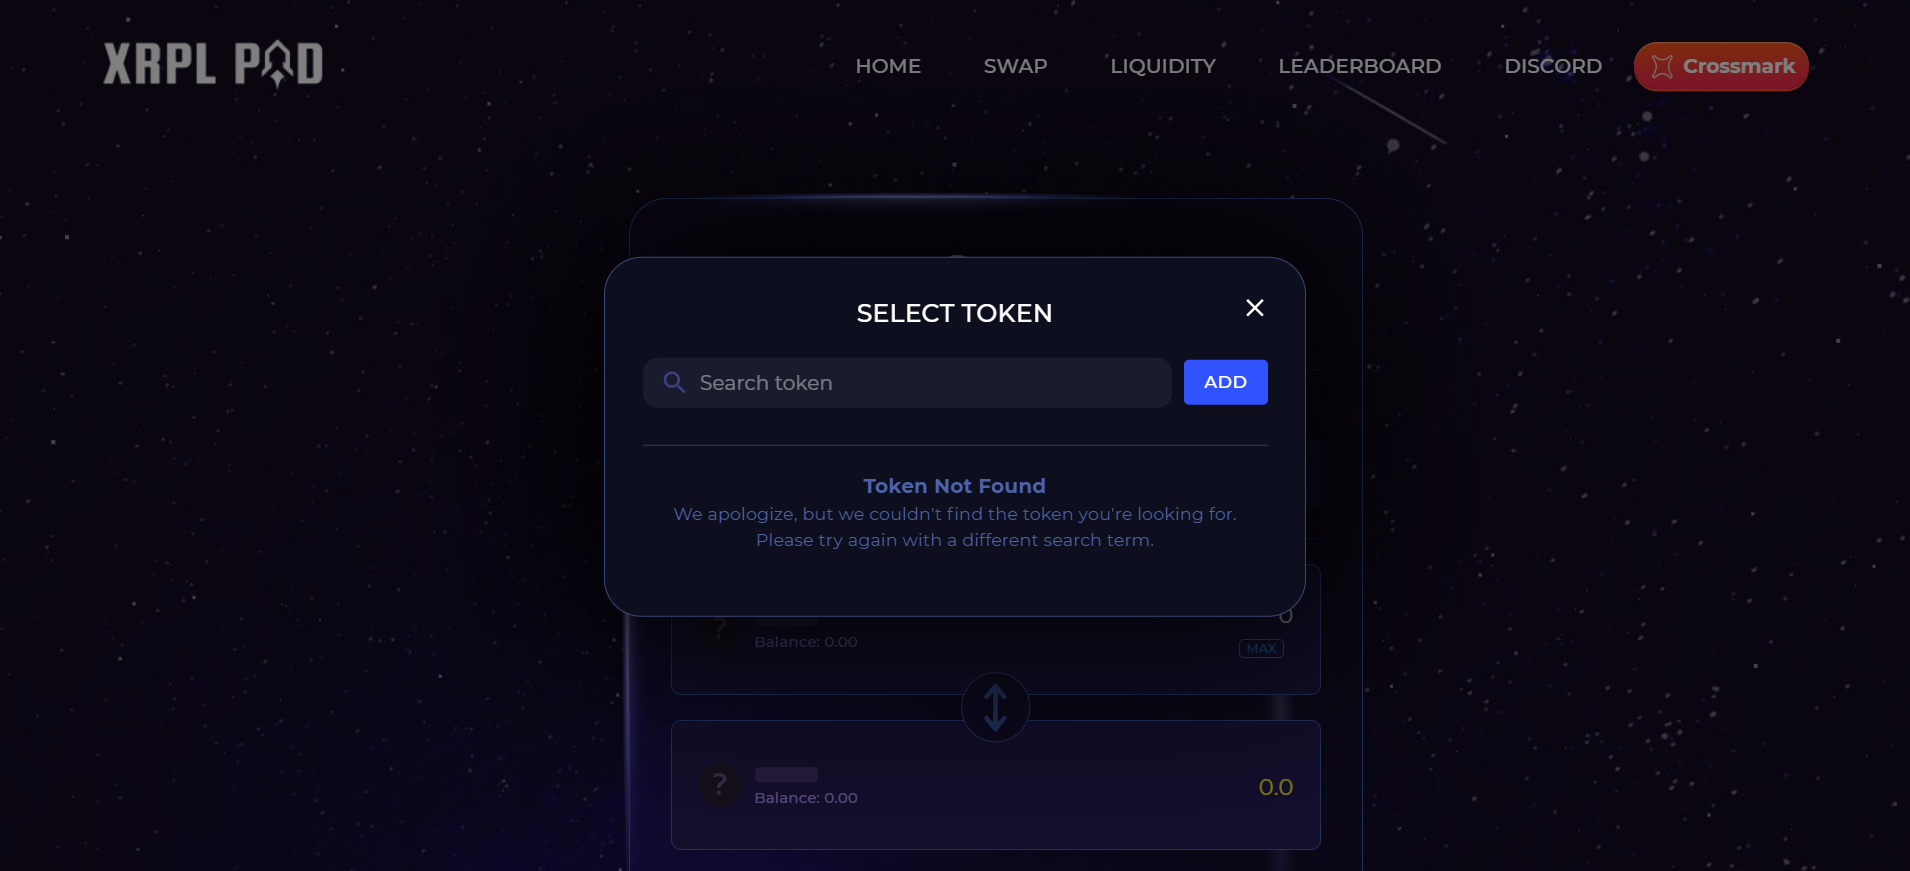 XRPL PAD
HOME SWAP LIQUIDITY LEADERBOARD DISCORD Crossmark
SELECT TOKEN
Search token
ADD
Token Not Found
We apologize, but we couldn't find the token you're looking for.
Please try again with a different search term.
?
0
Balance: 0.00
MAX
?
Balance: 0.00
0.0